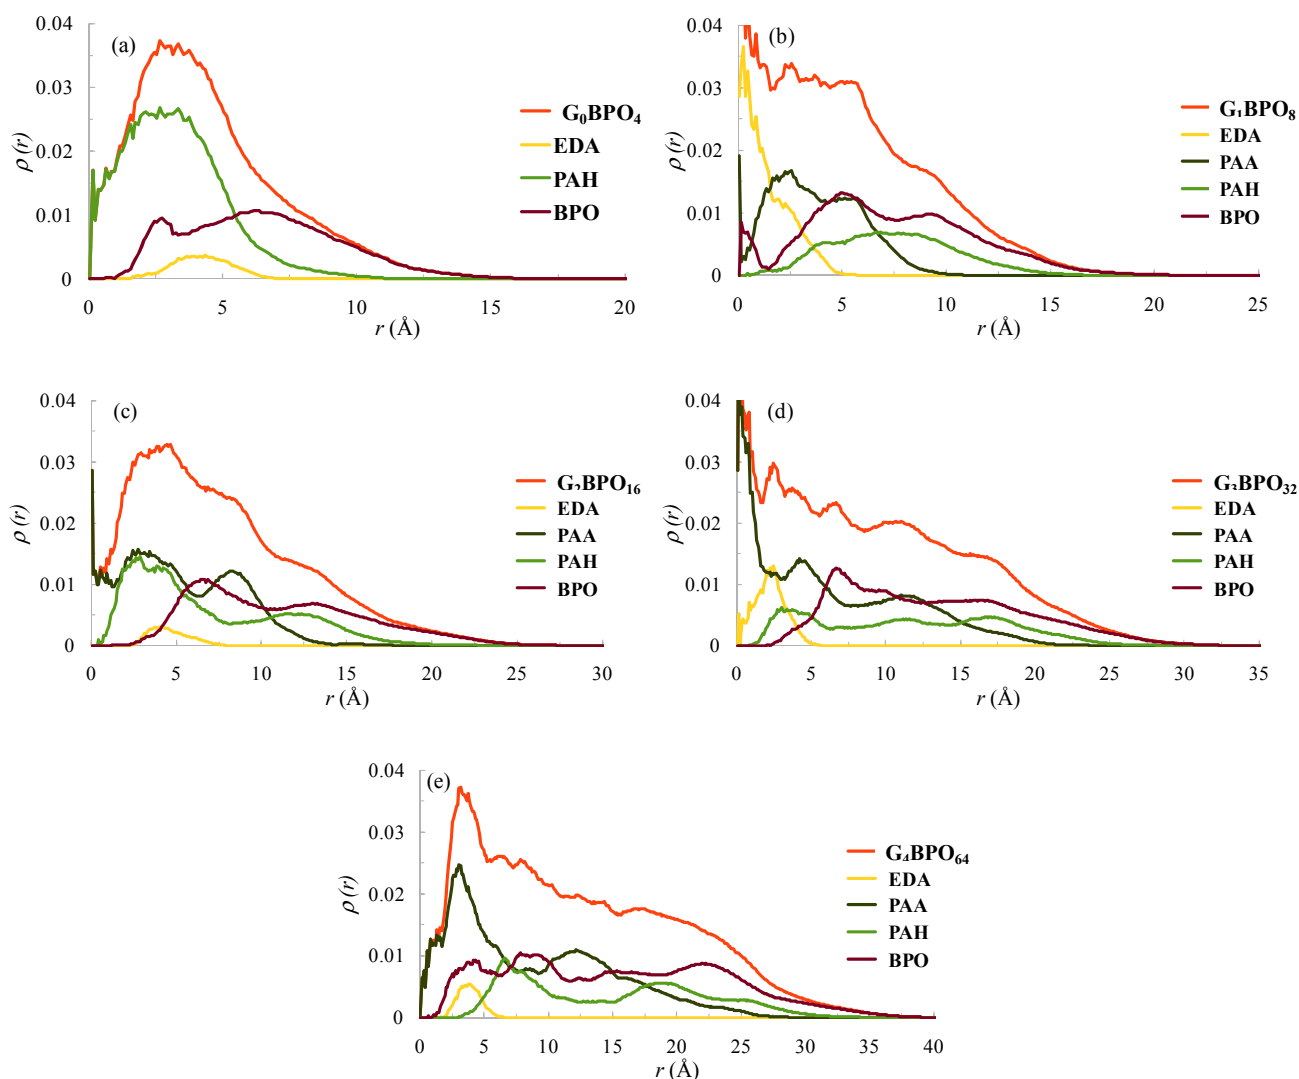 (a)
0.04
0.03
0.02
0.01
0
ρ (r)
0 5 10 15 20
r (Å)
G₀BPO₄
EDA
PAH
BPO
(b)
0.04
0.03
0.02
0.01
0
ρ (r)
0 5 10 15 20 25
r (Å)
G₁BPO₈
EDA
PAA
PAH
BPO
(c)
0.04
0.03
0.02
0.01
0
ρ (r)
0 5 10 15 20 25 30
r (Å)
G₂BPO₁₆
EDA
PAA
PAH
BPO
(d)
0.04
0.03
0.02
0.01
0
ρ (r)
0 5 10 15 20 25 30 35
r (Å)
G₃BPO₃₂
EDA
PAA
PAH
BPO
(e)
0.04
0.03
0.02
0.01
0
ρ (r)
0 5 10 15 20 25 30 35 40
r (Å)
G₄BPO₆₄
EDA
PAA
PAH
BPO